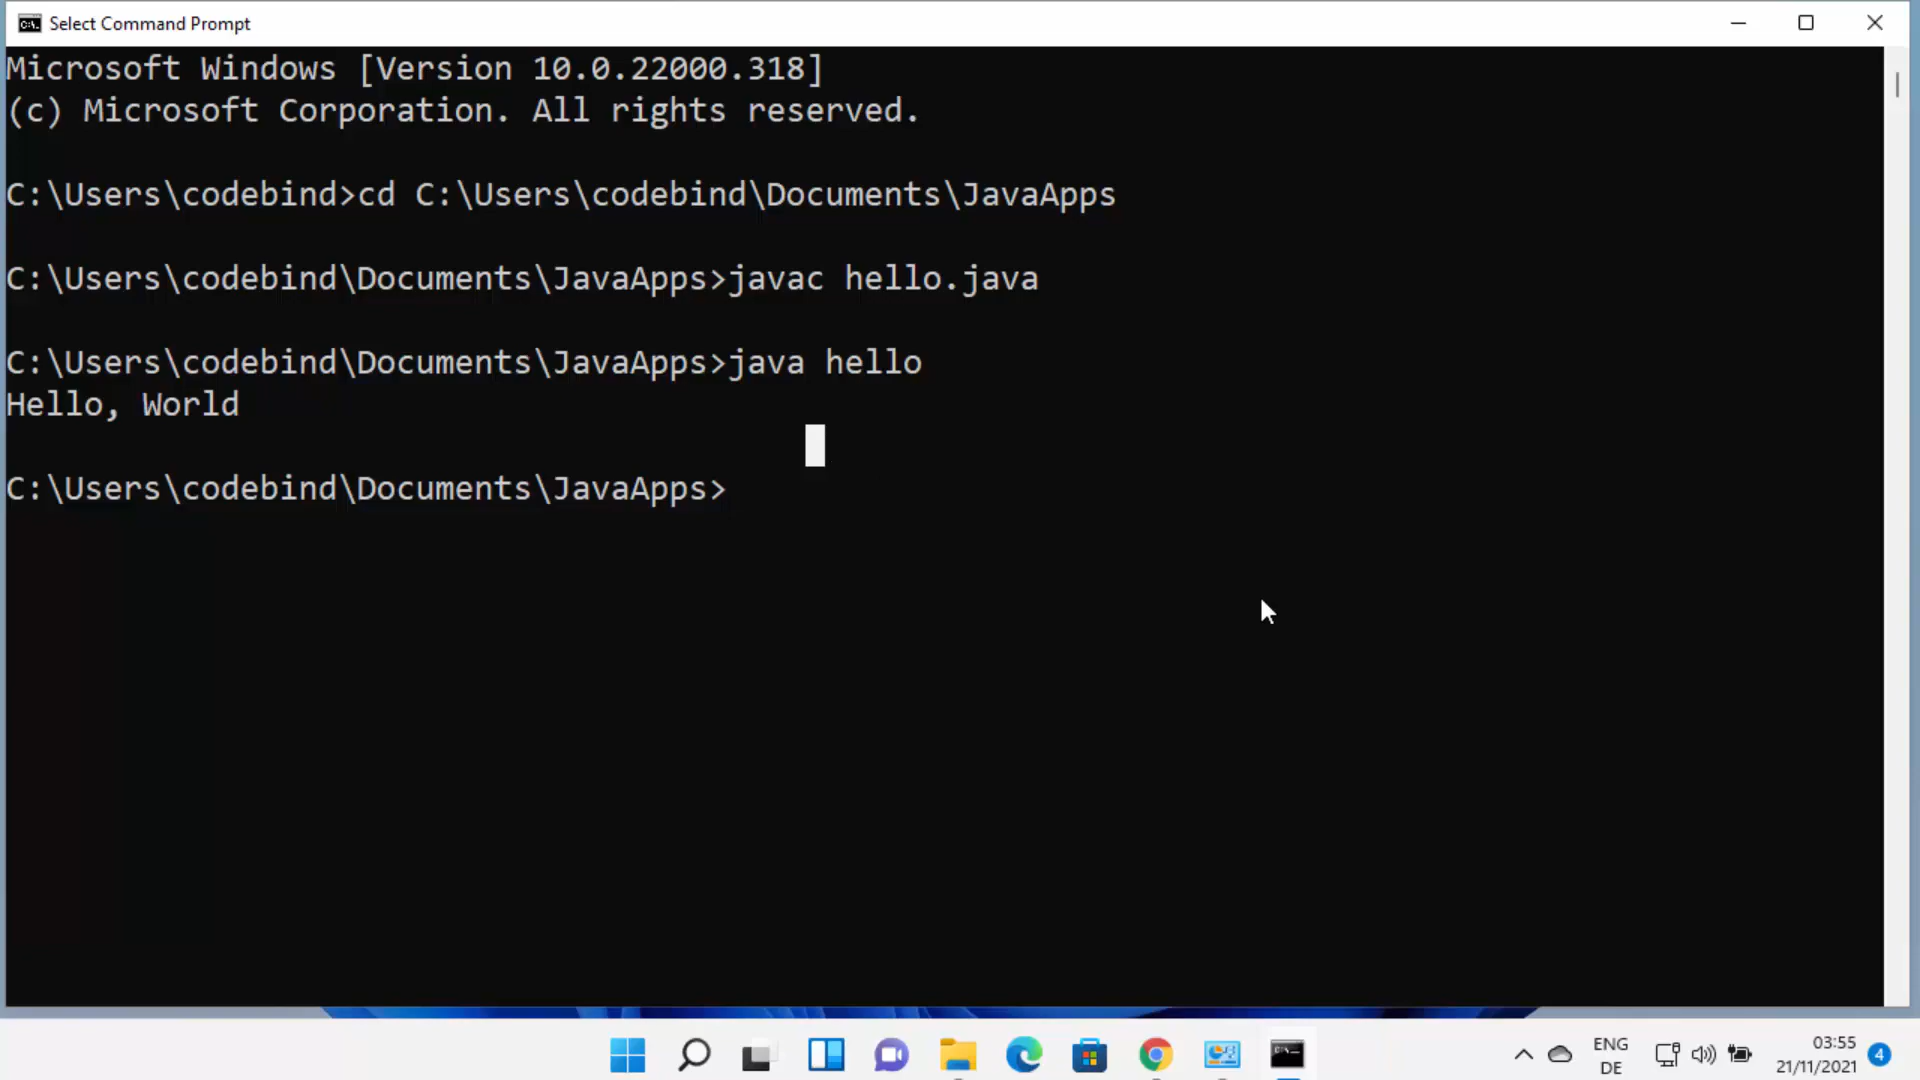 Select Command Prompt
Microsoft Windows [Version 10.0.22000.318]
(c) Microsoft Corporation. All rights reserved.
C:\Users\codebind>cd C:\Users\codebind\Documents\JavaApps
C:\Users\codebind\Documents\JavaApps>javac hello.java
C:\Users\codebind\Documents\JavaApps>java hello
Hello, World
C:\Users\codebind\Documents\JavaApps>
ENG
DE
03:55
21/11/2021
4